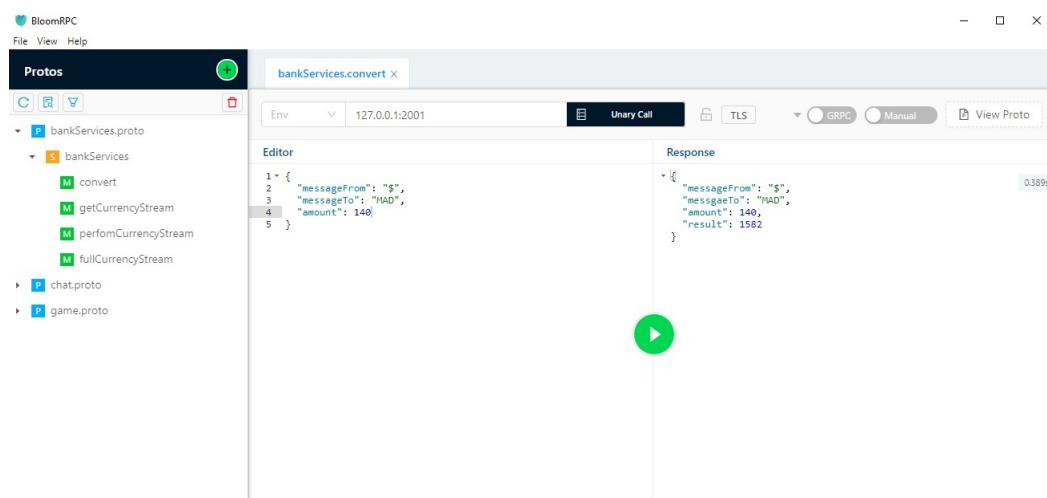 BloomRPC
File View Help
Protos
bankServices.convert ×
Env 127.0.0.1:2001 Unary Call TLS GRPC Manual View Proto
P bankServices.proto
S bankServices
M convert
M getCurrencyStream
M perfomCurrencyStream
M fullCurrencyStream
P chat.proto
P game.proto
Editor
1 {
2 "messageFrom": "$",
3 "messageTo": "MAD",
4 "amount": 140
5 }
Response
{
"messageFrom": "$",
"messgaeTo": "MAD",
"amount": 140,
"result": 1582
}
0.389s